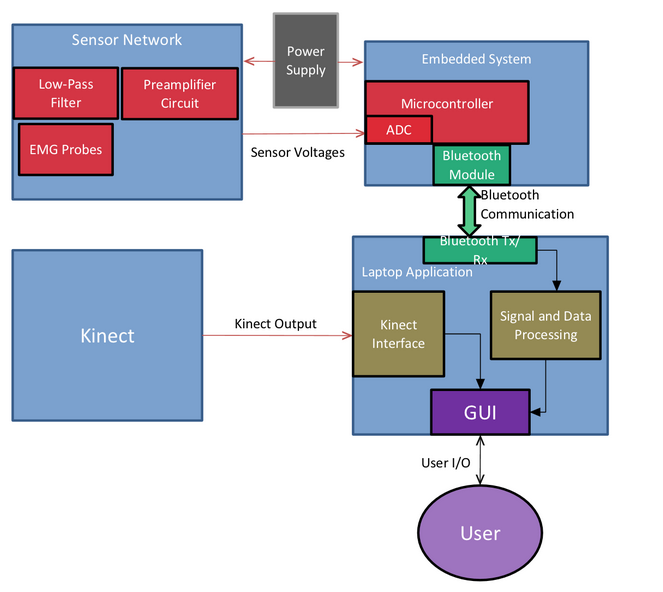 Sensor Network
Low-Pass
Filter
Preamplifier
Circuit
EMG Probes
Power
Supply
Sensor Voltages
Embedded System
Microcontroller
ADC
Bluetooth
Module
Bluetooth
Communication
Bluetooth Tx/
Rx
Laptop Application
Kinect
Kinect Output
Kinect
Interface
Signal and Data
Processing
GUI
User I/O
User